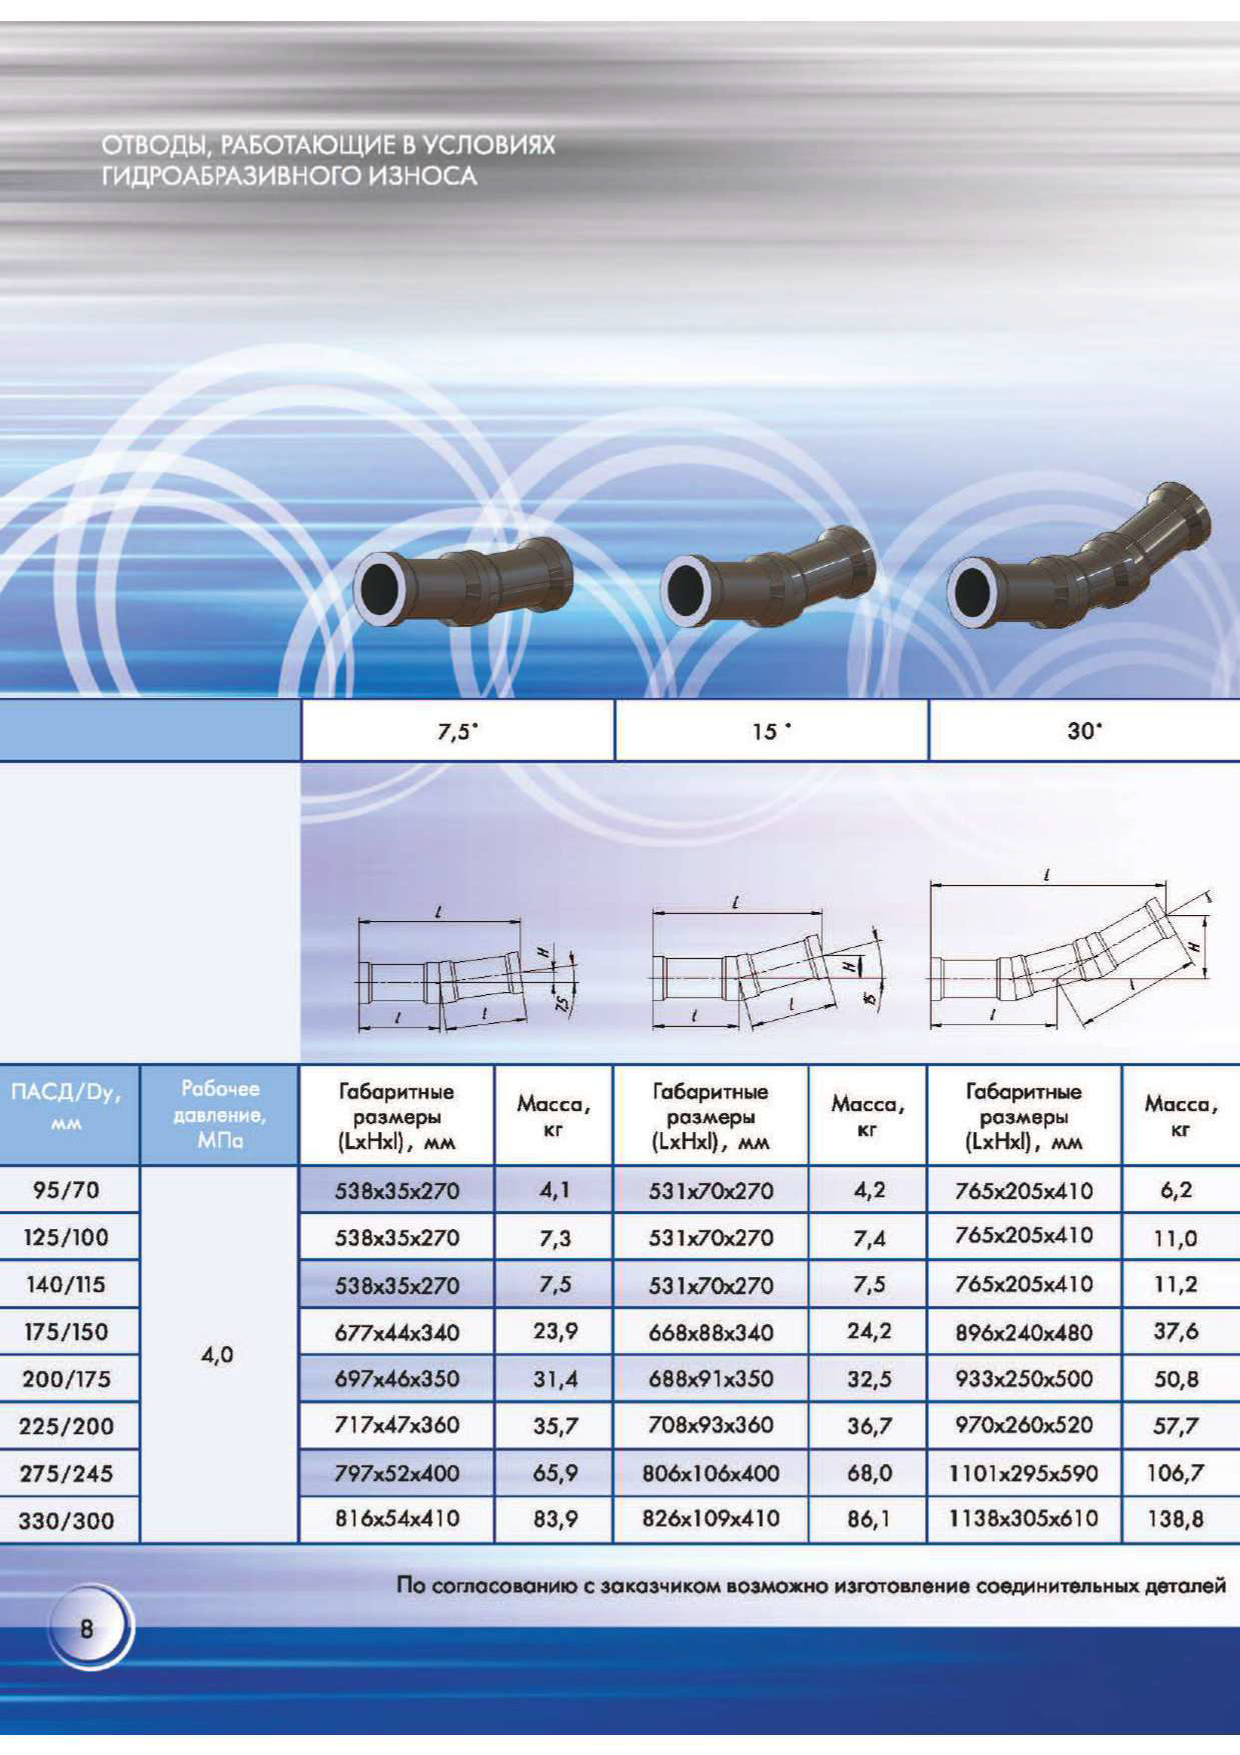 ОТВОДЫ, РАБОТАЮЩИЕ В УСЛОВИЯХ
ГИДРОАБРАЗИВНОГО ИЗНОСА
7,5° 15 ° 30°
L H 7,5 l l
L H 15 l l
L H l l
ПАСД/Dy, мм Рабочее давление, МПа Габаритные размеры (LxHxl), мм Масса, кг Габаритные размеры (LxHxl), мм Масса, кг Габаритные размеры (LxHxl), мм Масса, кг
95/70 538x35x270 4,1 531x70x270 4,2 765x205x410 6,2
125/100 538x35x270 7,3 531x70x270 7,4 765x205x410 11,0
140/115 538x35x270 7,5 531x70x270 7,5 765x205x410 11,2
175/150 677x44x340 23,9 668x88x340 24,2 896x240x480 37,6
4,0
200/175 697x46x350 31,4 688x91x350 32,5 933x250x500 50,8
225/200 717x47x360 35,7 708x93x360 36,7 970x260x520 57,7
275/245 797x52x400 65,9 806x106x400 68,0 1101x295x590 106,7
330/300 816x54x410 83,9 826x109x410 86,1 1138x305x610 138,8
По согласованию с заказчиком возможно изготовление соединительных деталей
8